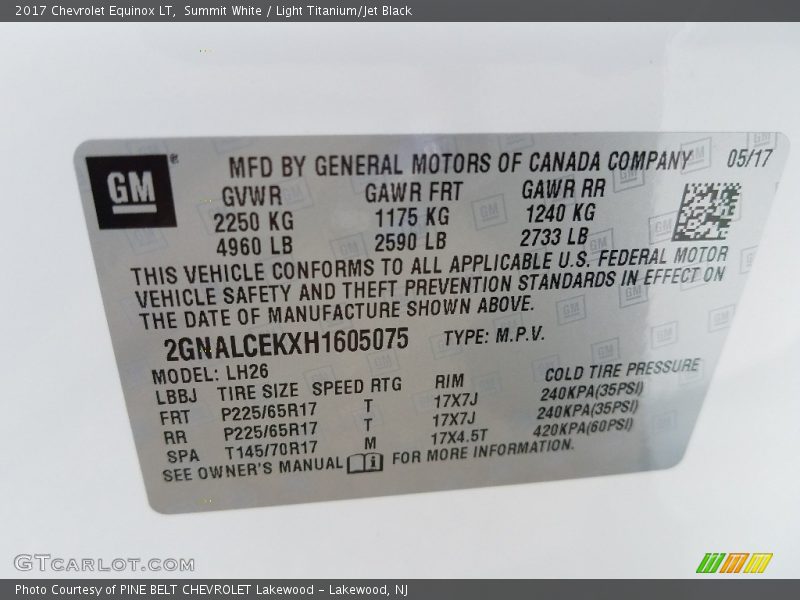 2017 Chevrolet Equinox LT, Summit White / Light Titanium/Jet Black
GM
®
MFD BY GENERAL MOTORS OF CANADA COMPANY 05/17
GVWR GAWR FRT GAWR RR
2250 KG 1175 KG 1240 KG
4960 LB 2590 LB 2733 LB
THIS VEHICLE CONFORMS TO ALL APPLICABLE U.S. FEDERAL MOTOR
VEHICLE SAFETY AND THEFT PREVENTION STANDARDS IN EFFECT ON
THE DATE OF MANUFACTURE SHOWN ABOVE.
2GNALCEKXH1605075 TYPE: M.P.V.
MODEL: LH26
LBBJ TIRE SIZE SPEED RTG RIM COLD TIRE PRESSURE
FRT P225/65R17 T 17X7J 240KPA(35PSI)
RR P225/65R17 T 17X7J 240KPA(35PSI)
SPA T145/70R17 M 17X4.5T 420KPA(60PSI)
SEE OWNER'S MANUAL i FOR MORE INFORMATION.
GTCARLOT.COM
Photo Courtesy of PINE BELT CHEVROLET Lakewood - Lakewood, NJ